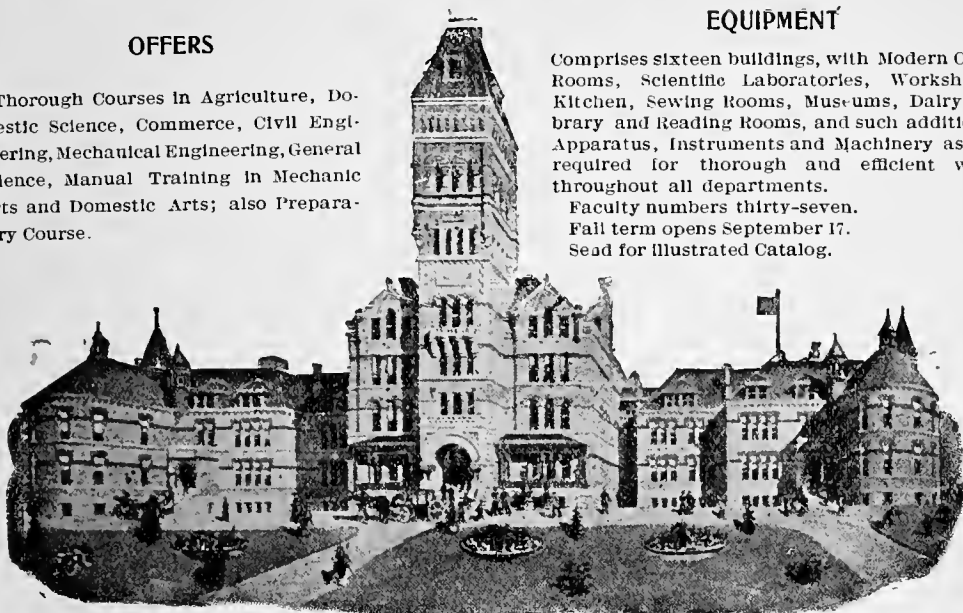 OFFERS
Thorough Courses in Agriculture, Do-
estic Science, Commerce, Civil Engi-
ering, Mechanical Engineering, General
ience, Manual Training in Mechanic
rts and Domestic Arts; also Prepara-
ry Course.
EQUIPMENT
Comprises sixteen buildings, with Modern C
Rooms, Scientific Laboratories, Worksh
Kitchen, Sewing Rooms, Museums, Dairy
brary and Reading Rooms, and such additi
Apparatus, Instruments and Machinery as
required for thorough and efficient w
throughout all departments.
Faculty numbers thirty-seven.
Fall term opens September 17.
Send for illustrated Catalog.